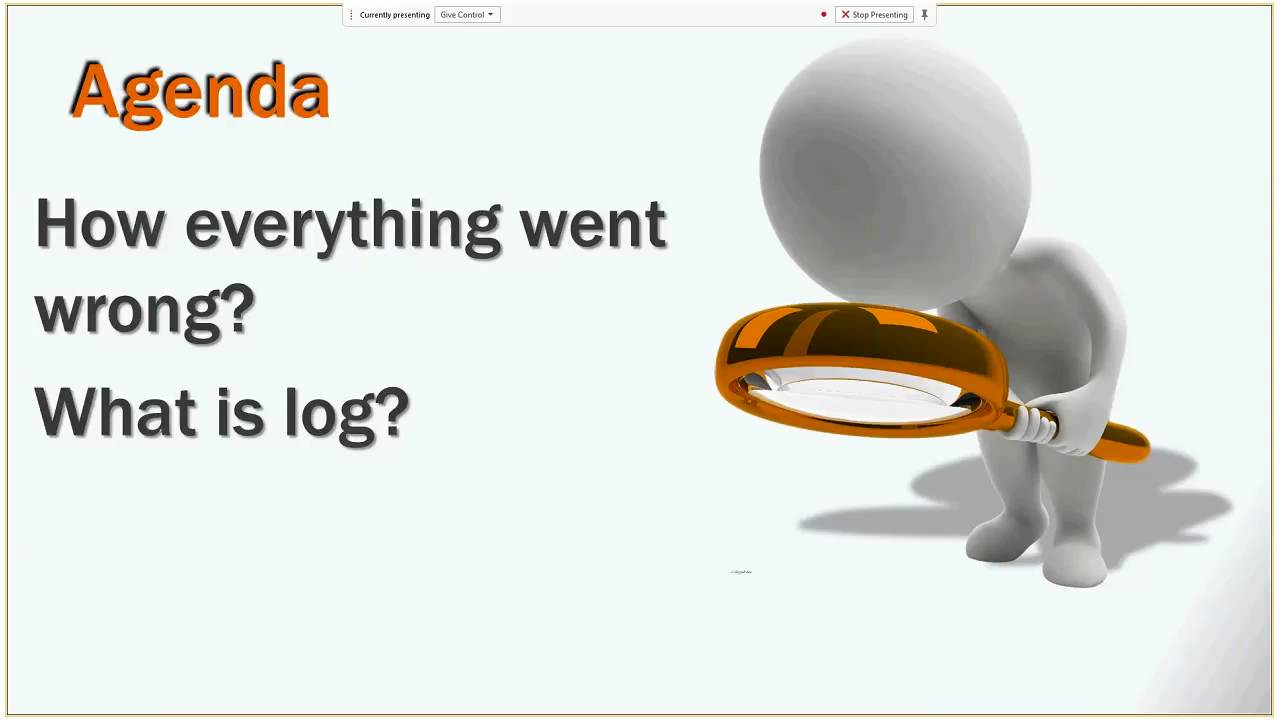 Currently presenting
Give Control
Stop Presenting
Agenda
How everything went
wrong?
What is log?